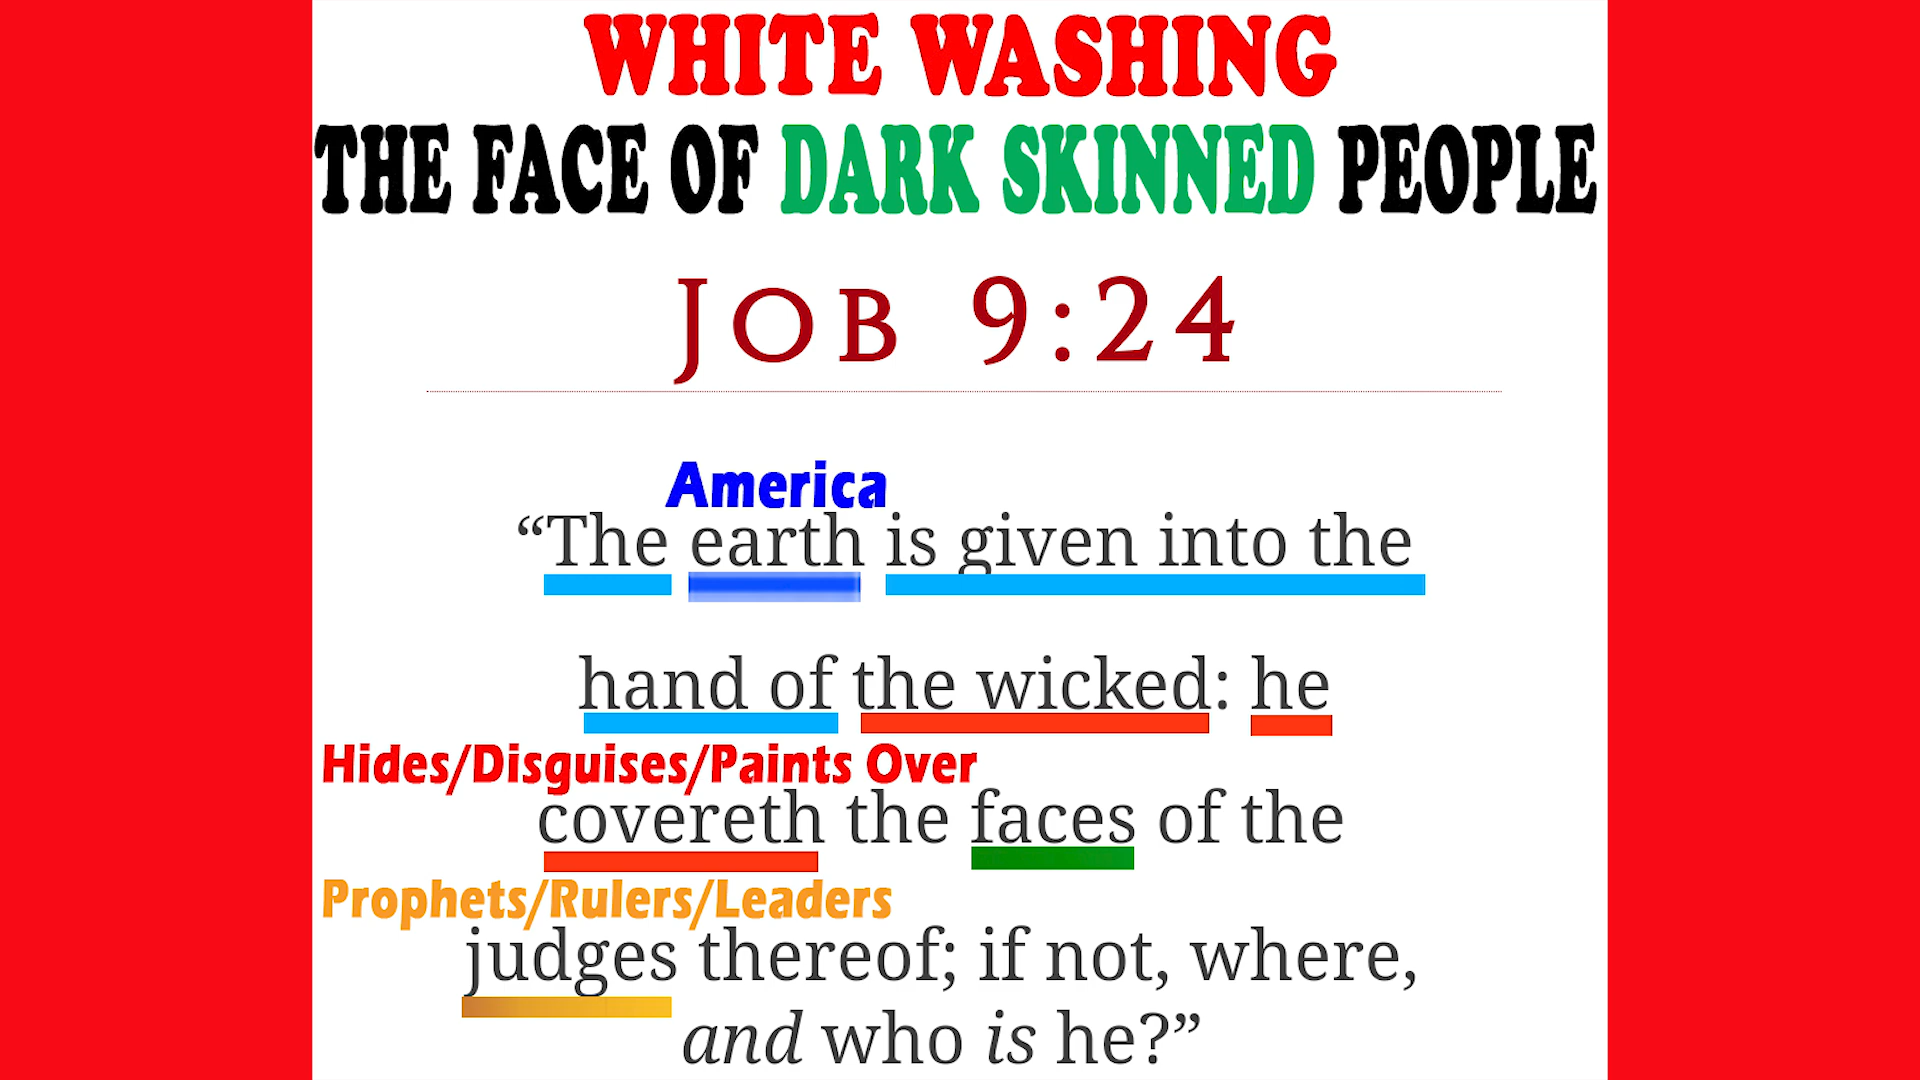 WHITE WASHING
THE FACE OF DARK SKINNED PEOPLE
JOB 9:24
America
“The earth is given into the
hand of the wicked: he
Hides/Disguises/Paints Over
covereth the faces of the
Prophets/Rulers/Leaders
judges thereof; if not, where,
and who is he?”